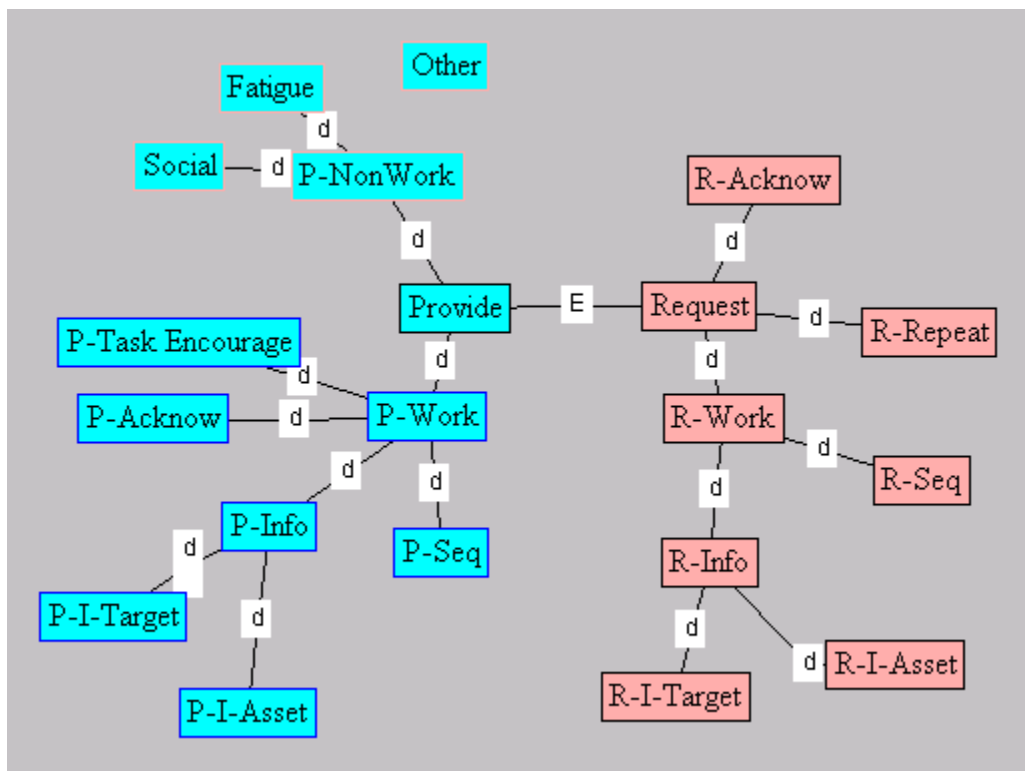 Other
Fatigue
d
Social
d
P-NonWork
R-Acknow
d
d
Provide
E
Request
d
R-Repeat
P-Task Encourage
d
d
d
P-Acknow
d
P-Work
R-Work
d
R-Seq
d
d
d
P-Info
P-Seq
d
R-Info
P-I-Target
d
d
d
R-I-Asset
P-I-Asset
R-I-Target